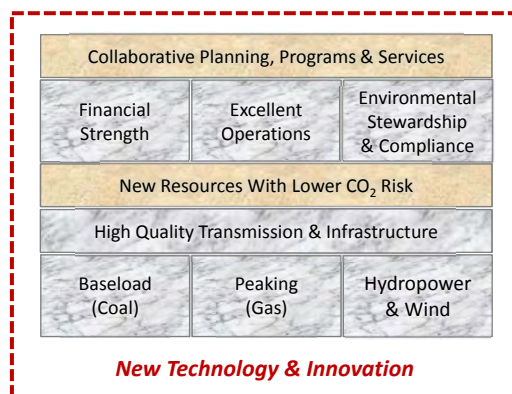 Collaborative Planning, Programs & Services
Financial
Strength
Excellent
Operations
Environmental
Stewardship
& Compliance
New Resources With Lower CO₂ Risk
High Quality Transmission & Infrastructure
Baseload
(Coal)
Peaking
(Gas)
Hydropower
& Wind
New Technology & Innovation